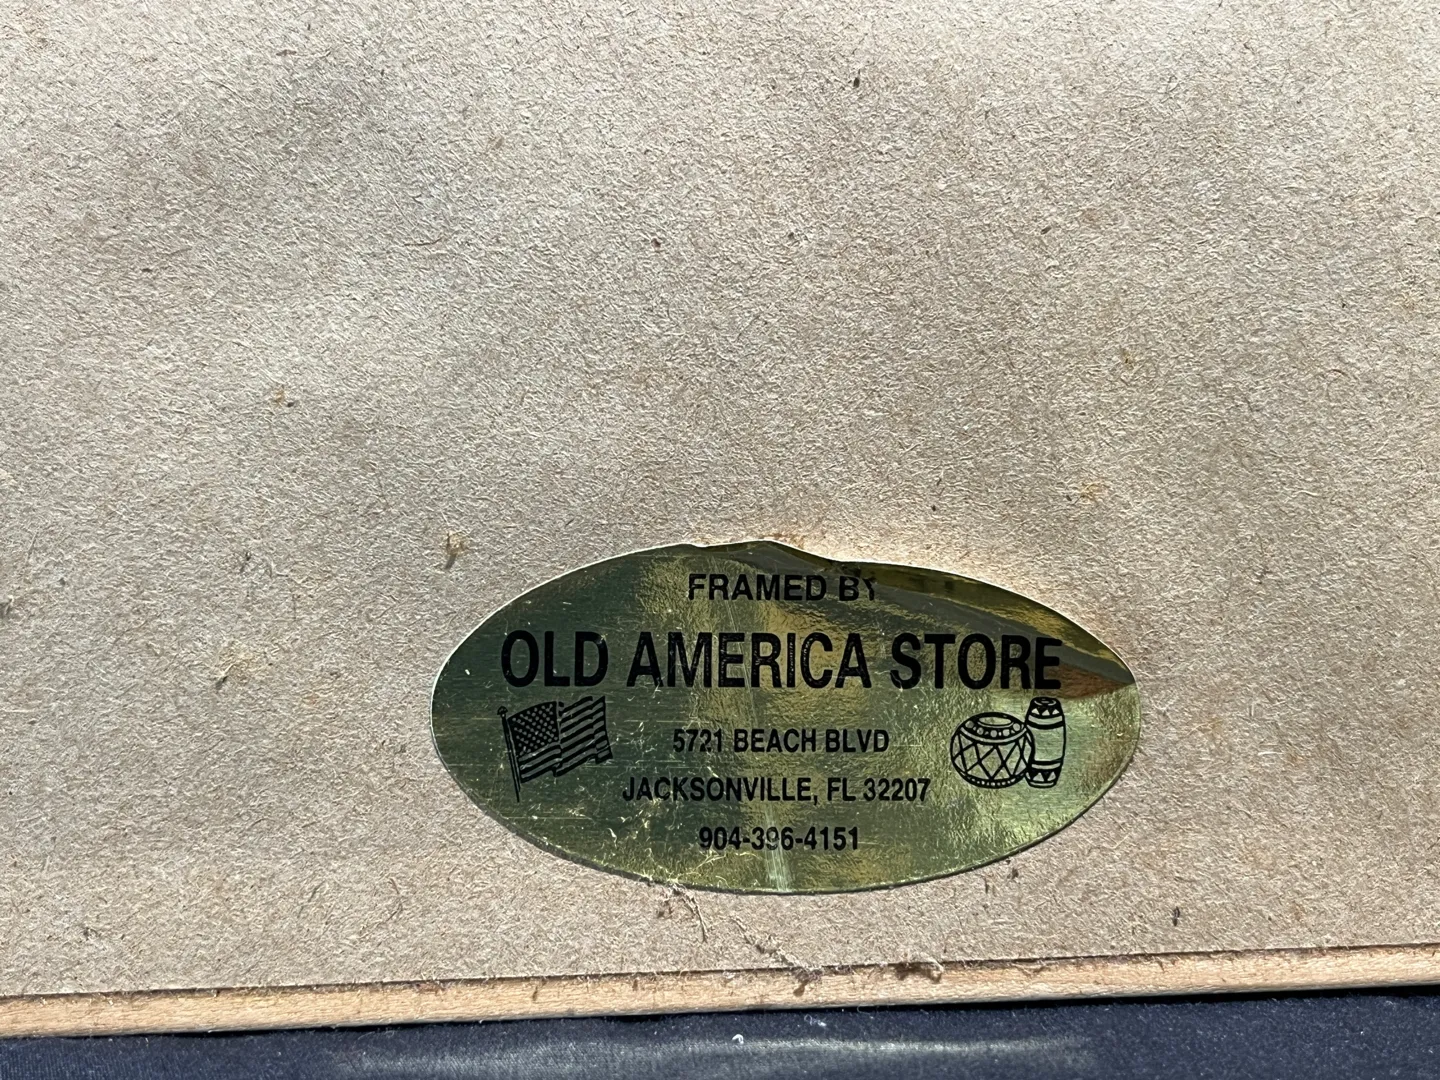 FRAMED BY
OLD AMERICA STORE
5721 BEACH BLVD
JACKSONVILLE, FL 32207
904-396-4151